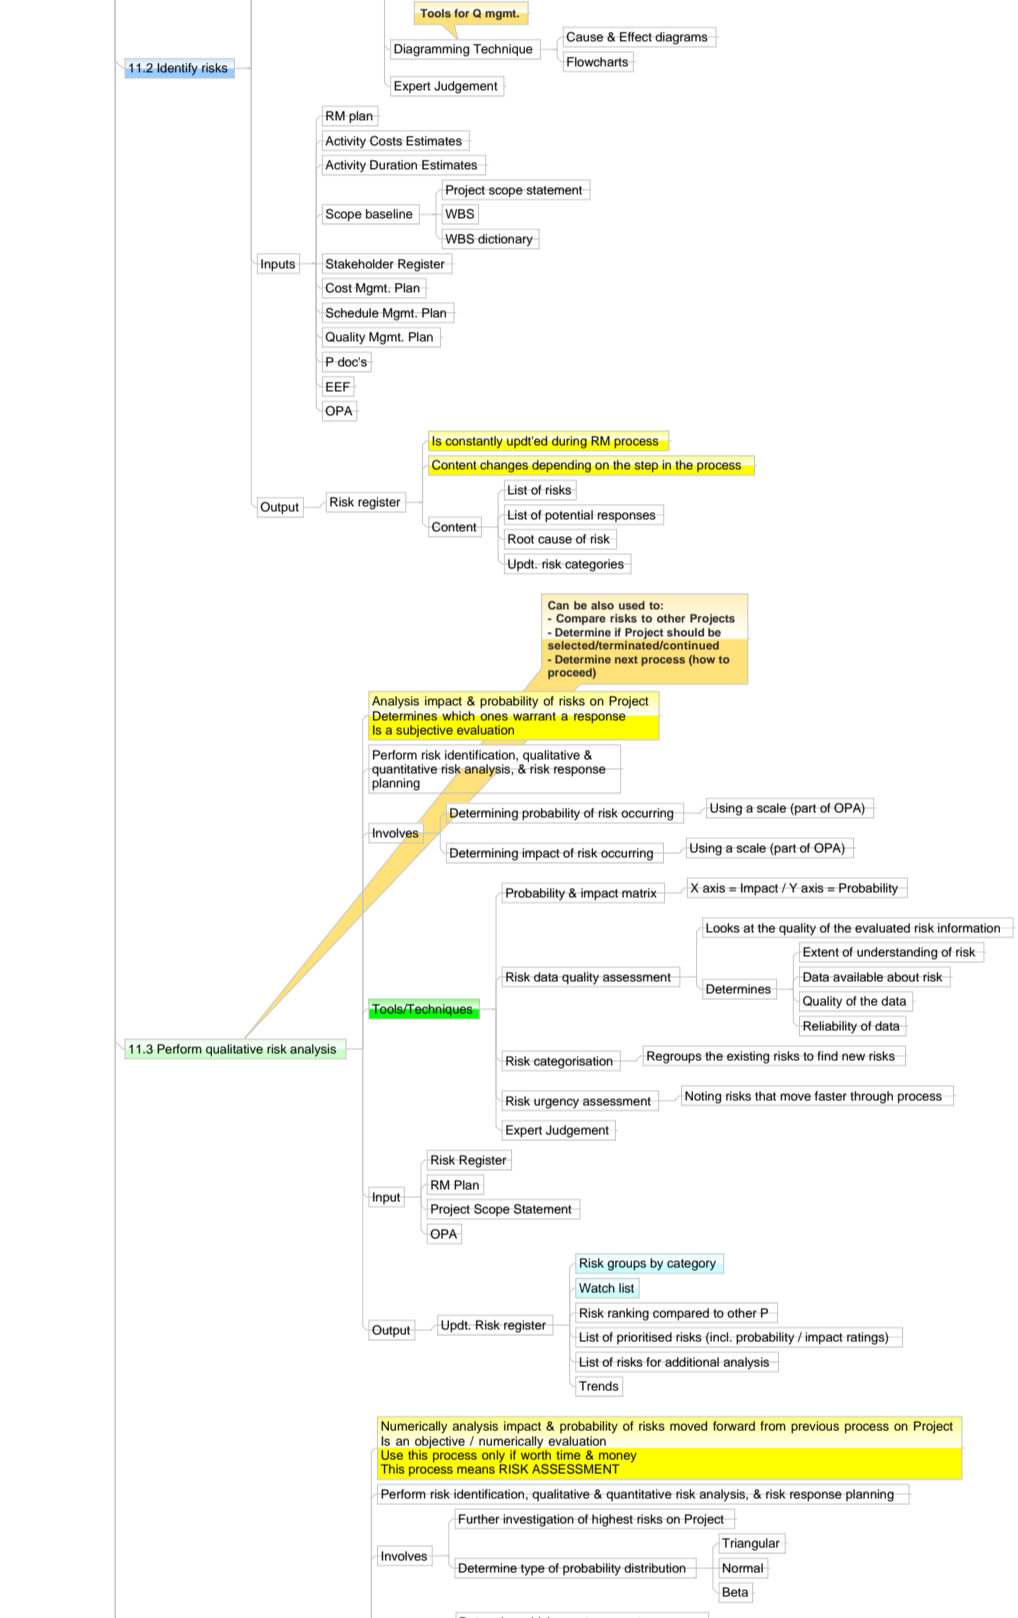 Tools for Q mgmt.
Diagramming Technique
Cause & Effect diagrams
Flowcharts
11.2 Identify risks
Expert Judgement
RM plan
Activity Costs Estimates
Activity Duration Estimates
Scope baseline
Project scope statement
WBS
WBS dictionary
Inputs
Stakeholder Register
Cost Mgmt. Plan
Schedule Mgmt. Plan
Quality Mgmt. Plan
P doc's
EEF
OPA
Is constantly updt'ed during RM process
Content changes depending on the step in the process
Output
Risk register
Content
List of risks
List of potential responses
Root cause of risk
Updt. risk categories
Can be also used to:
- Compare risks to other Projects
- Determine if Project should be
selected/terminated/continued
- Determine next process (how to
proceed)
Analysis impact & probability of risks on Project
Determines which ones warrant a response
Is a subjective evaluation
Perform risk identification, qualitative &
quantitative risk analysis, & risk response
planning
Involves
Determining probability of risk occurring
Using a scale (part of OPA)
Determining impact of risk occurring
Using a scale (part of OPA)
Probability & impact matrix
X axis = Impact / Y axis = Probability
Risk data quality assessment
Looks at the quality of the evaluated risk information
Determines
Extent of understanding of risk
Data available about risk
Quality of the data
Reliability of data
Tools/Techniques
11.3 Perform qualitative risk analysis
Risk categorisation
Regroups the existing risks to find new risks
Risk urgency assessment
Noting risks that move faster through process
Expert Judgement
Input
Risk Register
RM Plan
Project Scope Statement
OPA
Output
Updt. Risk register
Risk groups by category
Watch list
Risk ranking compared to other P
List of prioritised risks (incl. probability / impact ratings)
List of risks for additional analysis
Trends
Numerically analysis impact & probability of risks moved forward from previous process on Project
Is an objective / numerically evaluation
Use this process only if worth time & money
This process means RISK ASSESSMENT
Perform risk identification, qualitative & quantitative risk analysis, & risk response planning
Involves
Further investigation of highest risks on Project
Determine type of probability distribution
Triangular
Normal
Beta